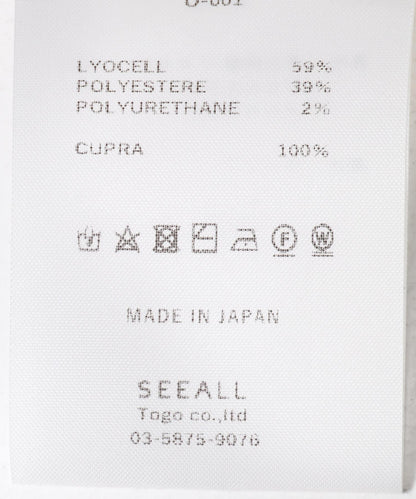 LYOCELL 59%
POLYESTERE 39%
POLYURETHANE 2%
CUPRA 100%
F W
MADE IN JAPAN
SEEALL
Togo co.,ltd
03-5875-9076